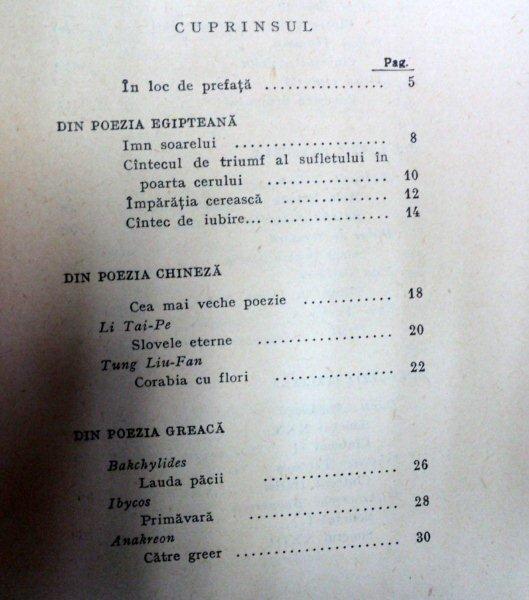 CUPRINSUL
Pag.
În loc de prefață ................ 5
DIN POEZIA EGIPTEANĂ
Imn soarelui .................... 8
Cîntecul de triumf al sufletului în
poarta cerului ................ 10
Împărăția cerească .............. 12
Cîntec de iubire... ................ 14
DIN POEZIA CHINEZĂ
Cea mai veche poezie ............ 18
Li Tai-Pe
Slovele eterne .................. 20
Tung Liu-Fan
Corabia cu flori ................ 22
DIN POEZIA GREACĂ
Bakchylides
Lauda păcii .................. 26
Ibycos
Primăvară .................... 28
Anakreon
Către greer ...................... 30